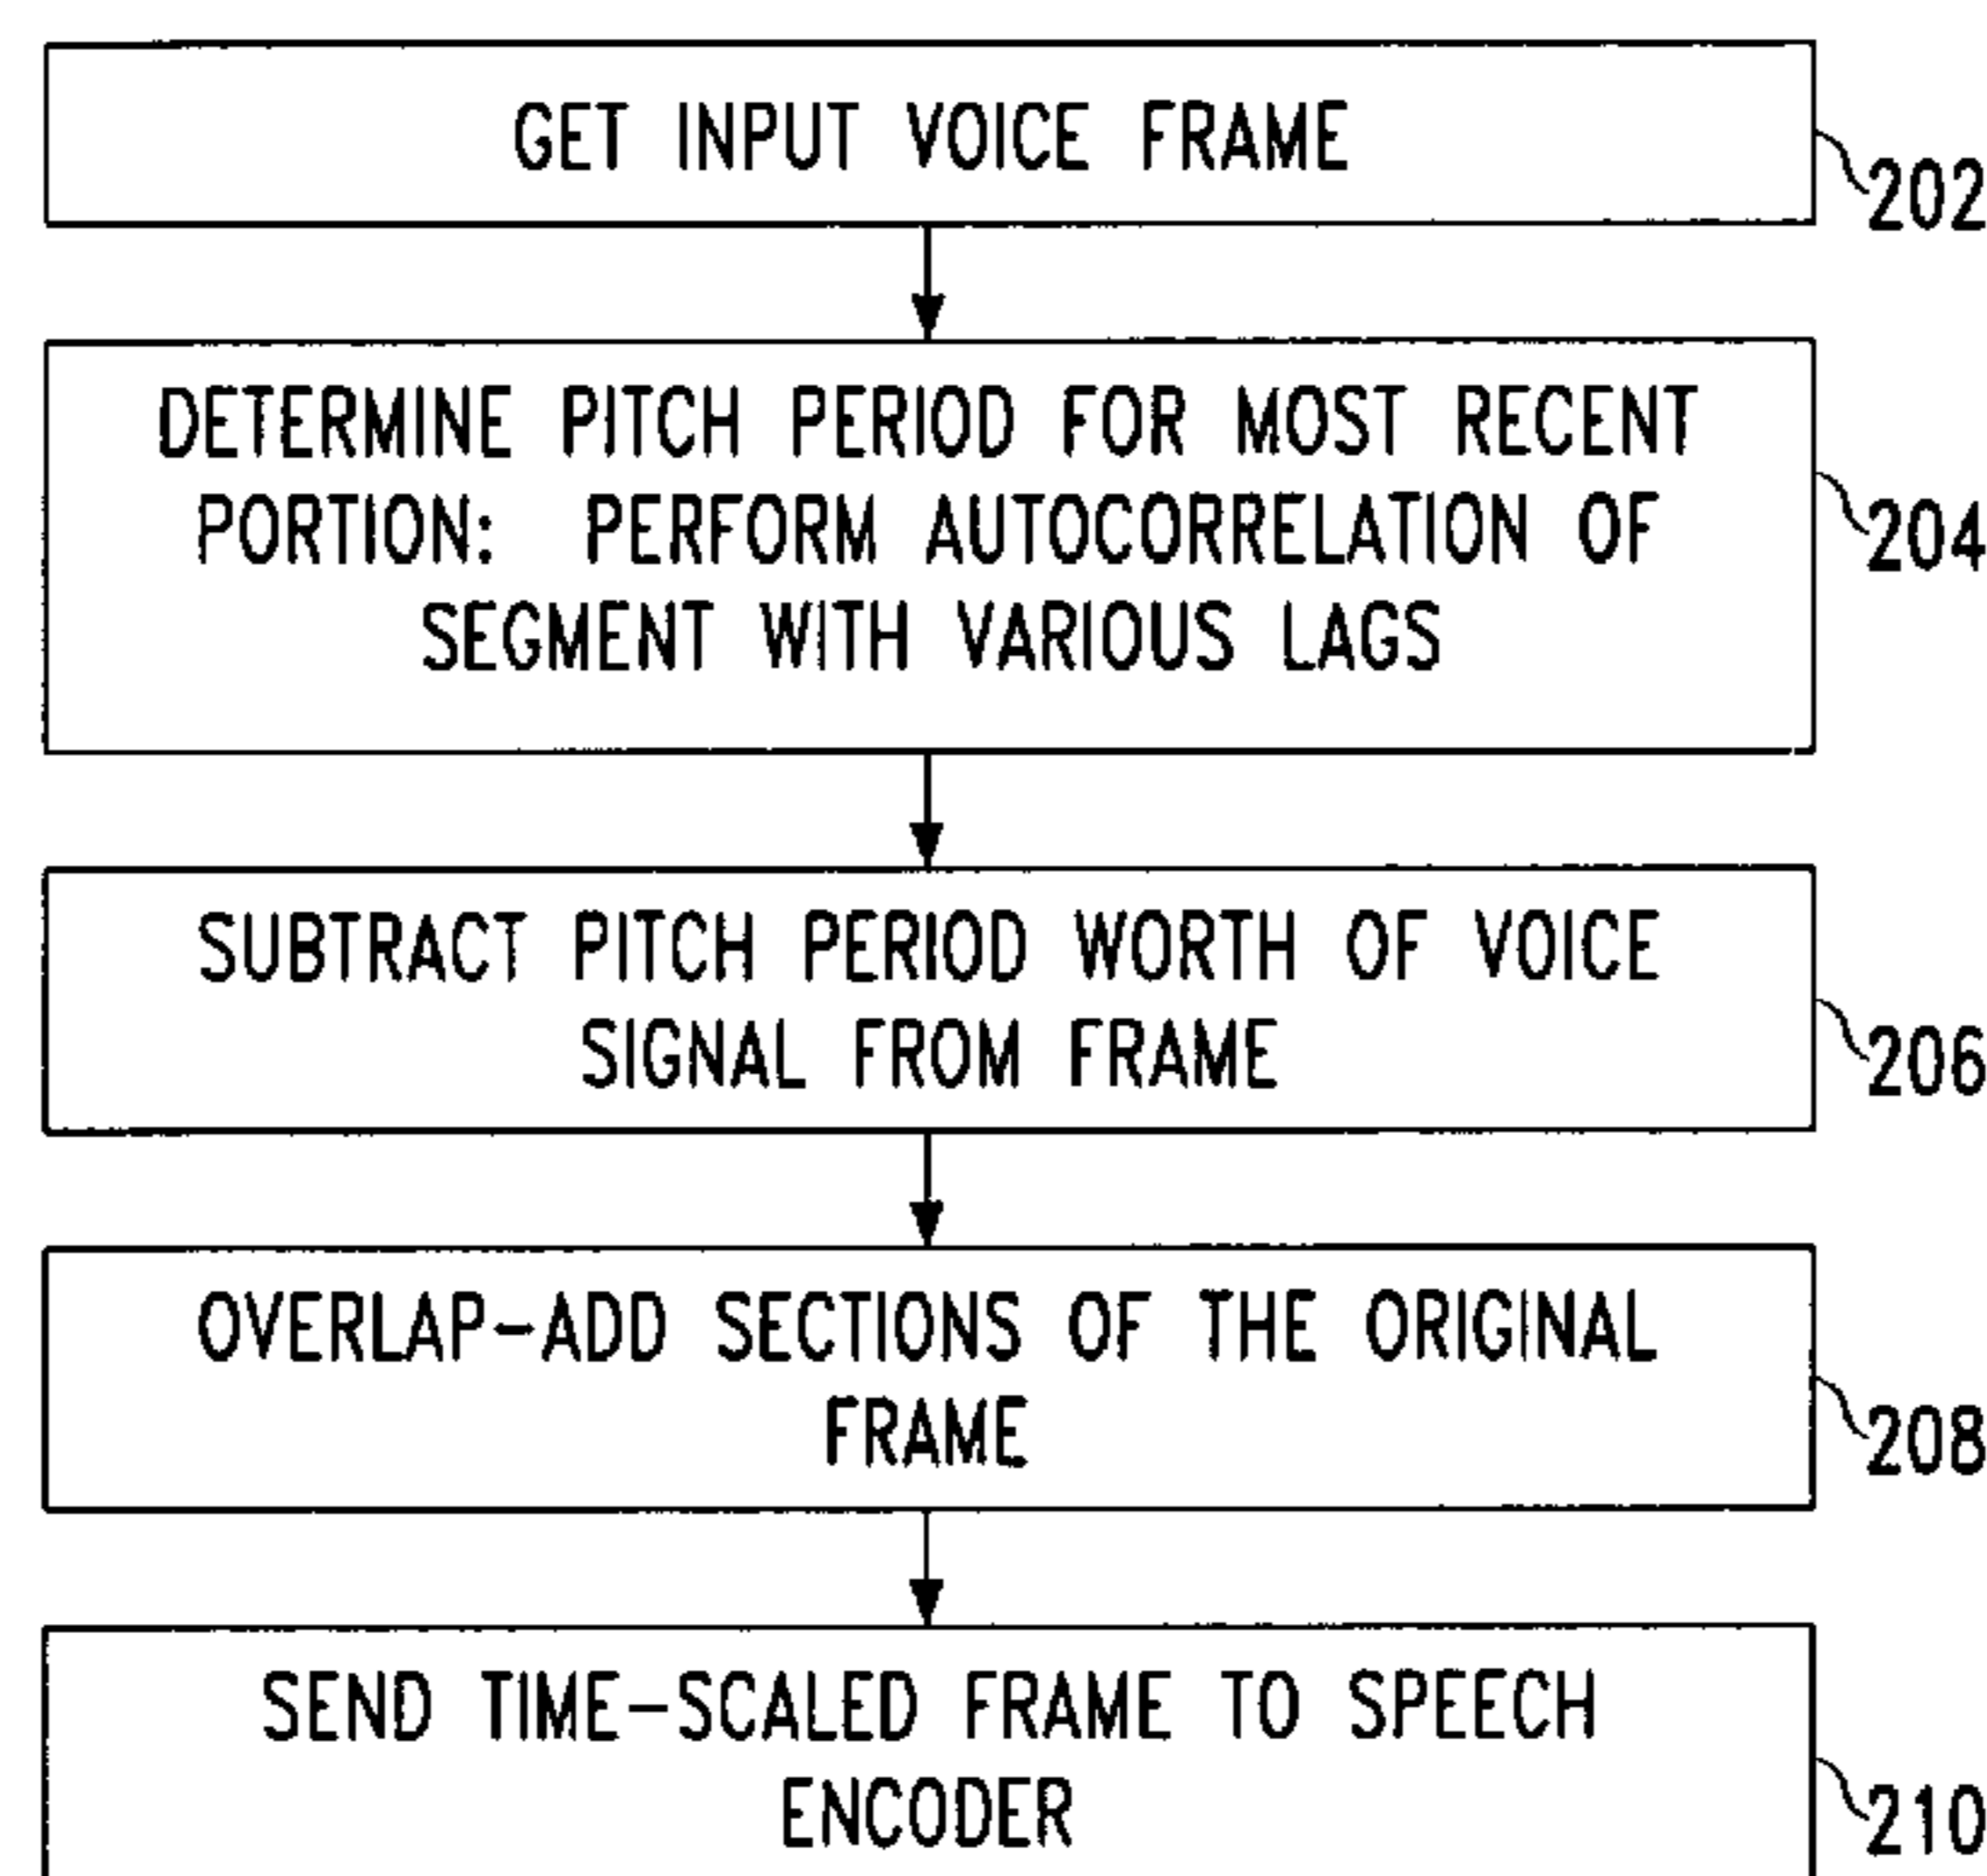 GET INPUT VOICE FRAME
202
DETERMINE PITCH PERIOD FOR MOST RECENT
PORTION: PERFORM AUTOCORRELATION OF
SEGMENT WITH VARIOUS LAGS
204
SUBTRACT PITCH PERIOD WORTH OF VOICE
SIGNAL FROM FRAME
206
OVERLAP-ADD SECTIONS OF THE ORIGINAL
FRAME
208
SEND TIME-SCALED FRAME TO SPEECH
ENCODER
210